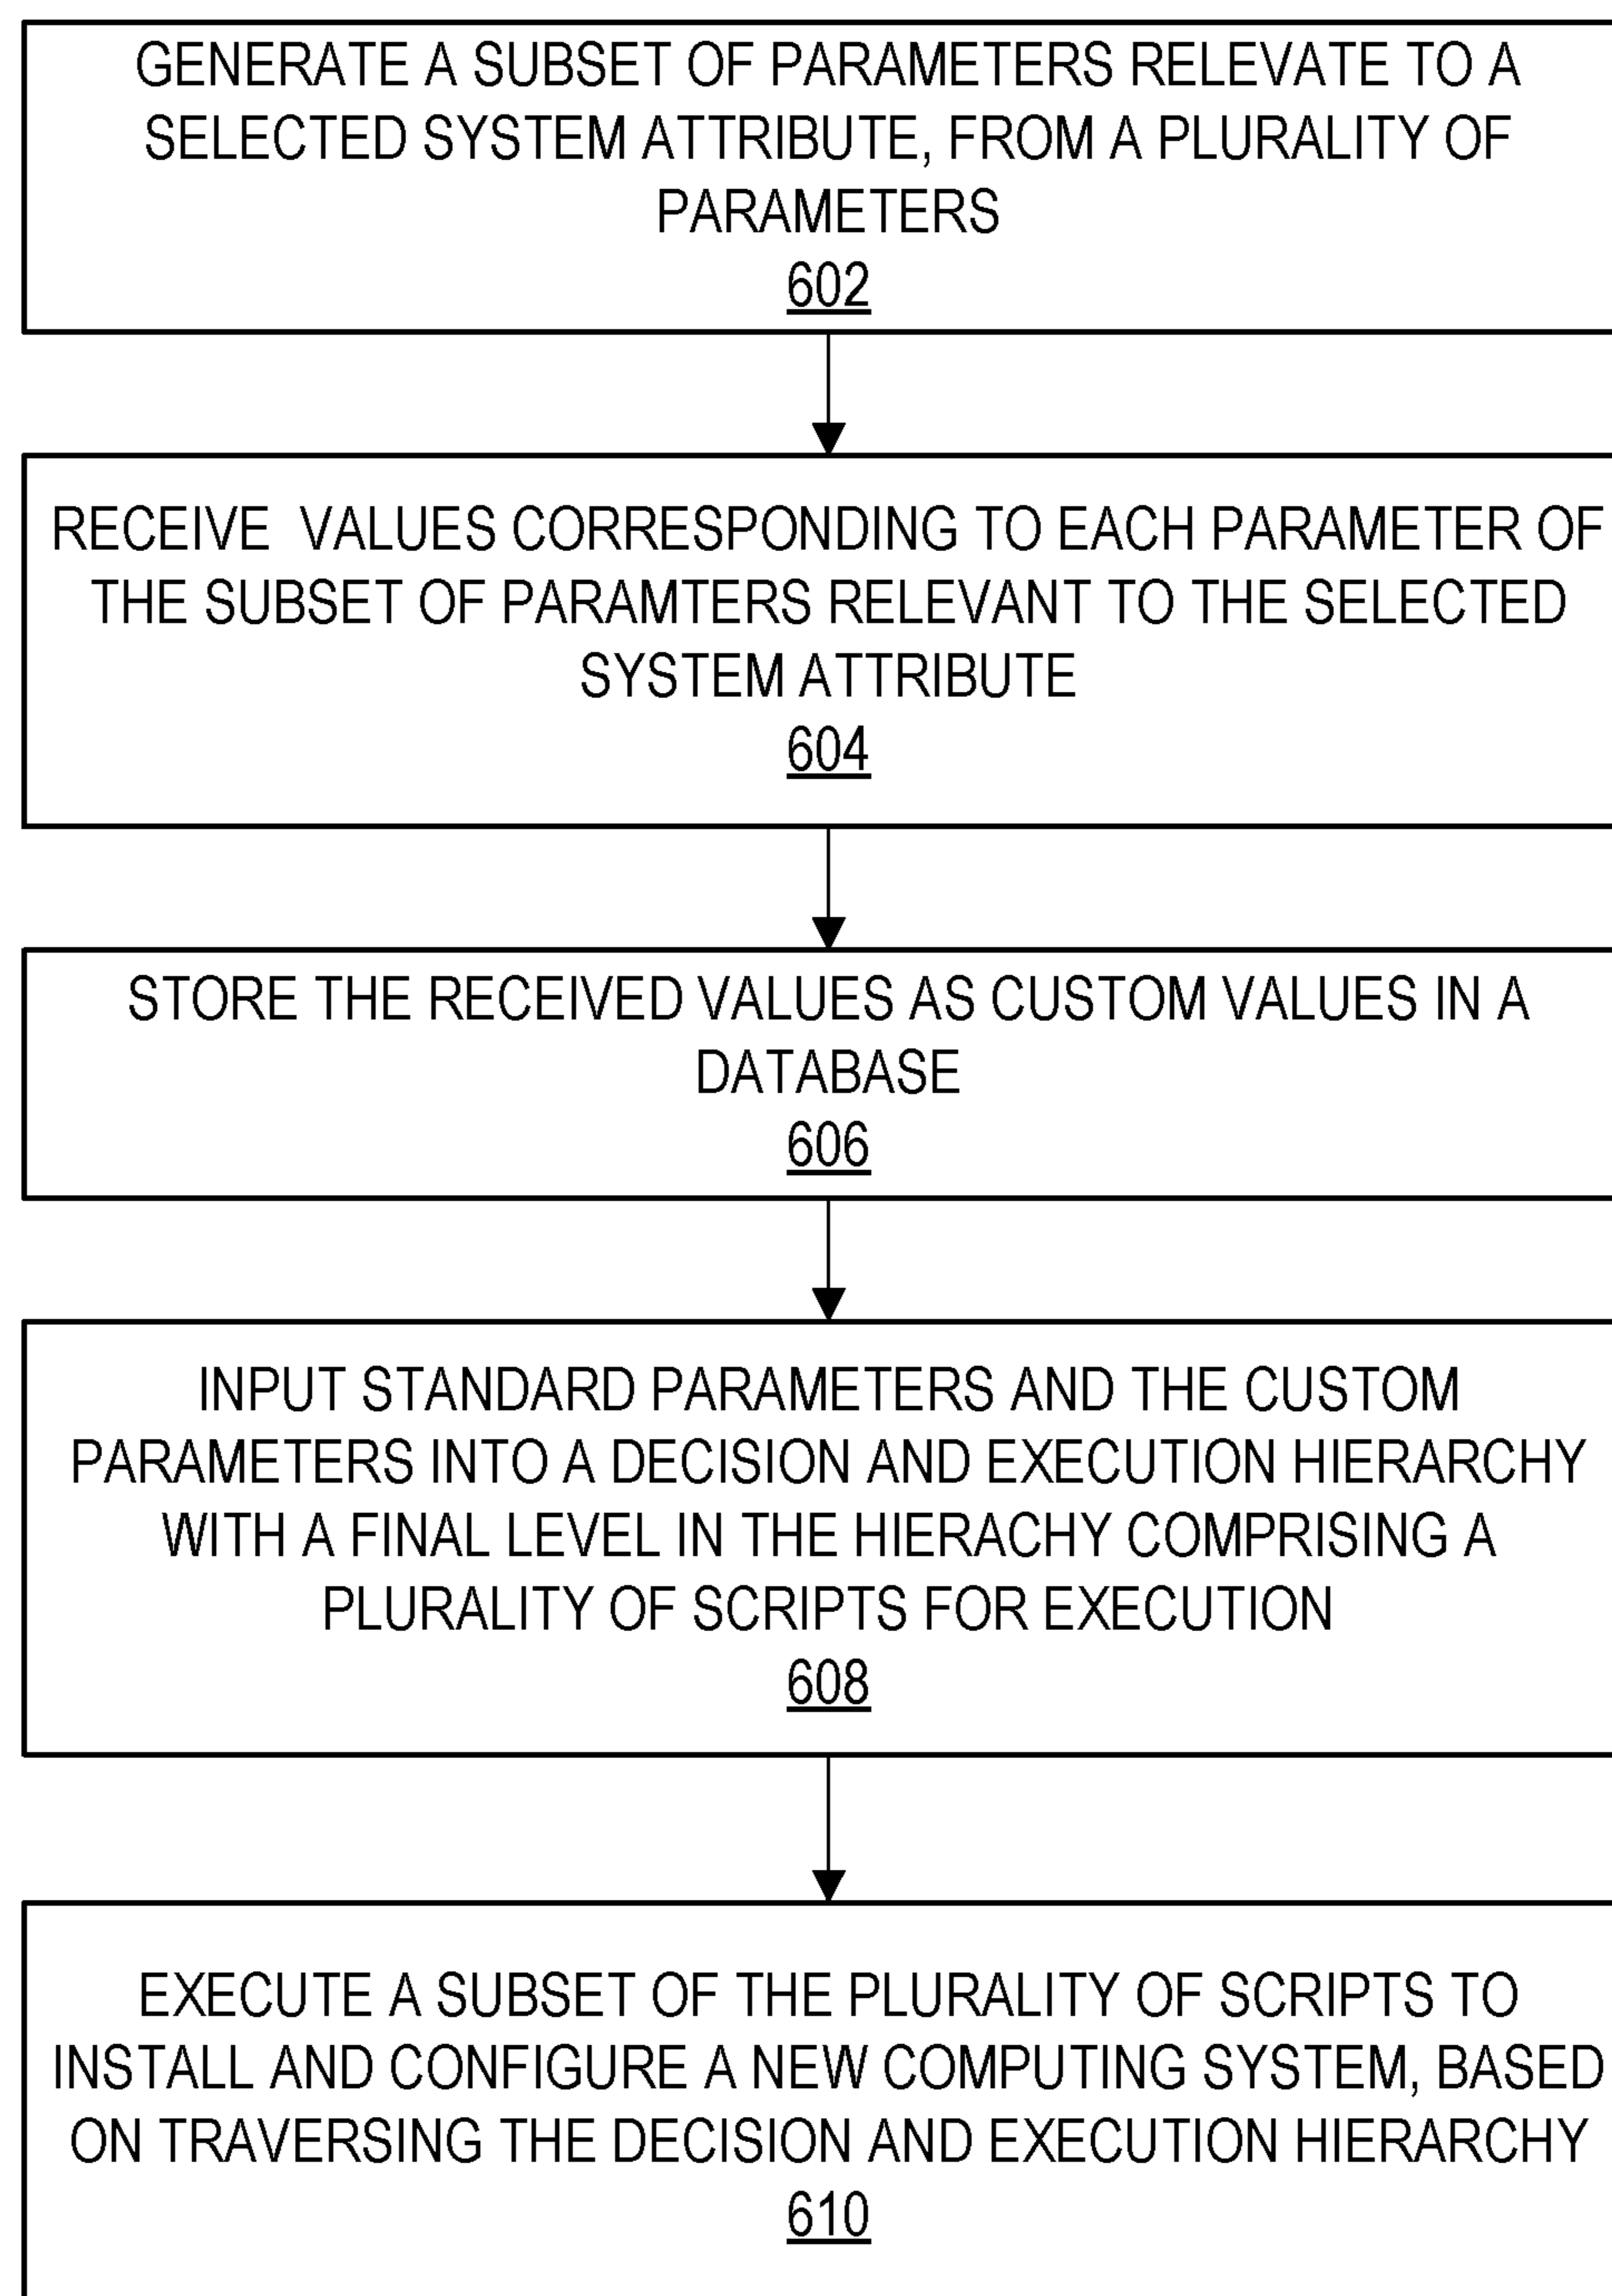 GENERATE A SUBSET OF PARAMETERS RELEVATE TO A
SELECTED SYSTEM ATTRIBUTE, FROM A PLURALITY OF
PARAMETERS
602
RECEIVE VALUES CORRESPONDING TO EACH PARAMETER OF
THE SUBSET OF PARAMTERS RELEVANT TO THE SELECTED
SYSTEM ATTRIBUTE
604
STORE THE RECEIVED VALUES AS CUSTOM VALUES IN A
DATABASE
606
INPUT STANDARD PARAMETERS AND THE CUSTOM
PARAMETERS INTO A DECISION AND EXECUTION HIERARCHY
WITH A FINAL LEVEL IN THE HIERACHY COMPRISING A
PLURALITY OF SCRIPTS FOR EXECUTION
608
EXECUTE A SUBSET OF THE PLURALITY OF SCRIPTS TO
INSTALL AND CONFIGURE A NEW COMPUTING SYSTEM, BASED
ON TRAVERSING THE DECISION AND EXECUTION HIERARCHY
610